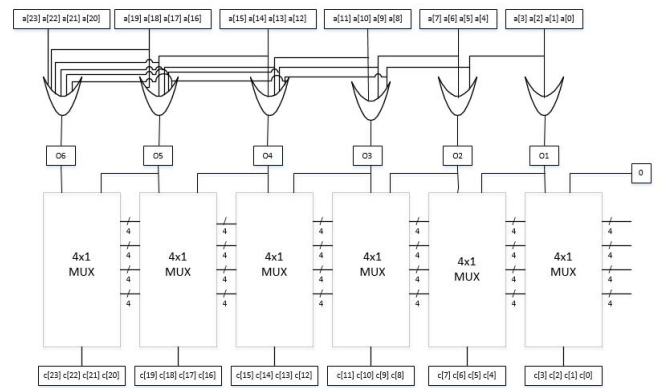 a[23] a[22] a[21] a[20] a[19] a[18] a[17] a[16] a[15] a[14] a[13] a[12] a[11] a[10] a[9] a[8] a[7] a[6] a[5] a[4] a[3] a[2] a[1] a[0]
O6 O5 O4 O3 O2 O1
0
4 4 4 4 4 4
4x1 4x1 4x1 4x1 4x1 4x1
MUX MUX MUX MUX MUX MUX
4 4 4 4 4 4
4 4 4 4 4 4
4 4 4 4 4 4
c[23] c[22] c[21] c[20] c[19] c[18] c[17] c[16] c[15] c[14] c[13] c[12] c[11] c[10] c[9] c[8] c[7] c[6] c[5] c[4] c[3] c[2] c[1] c[0]